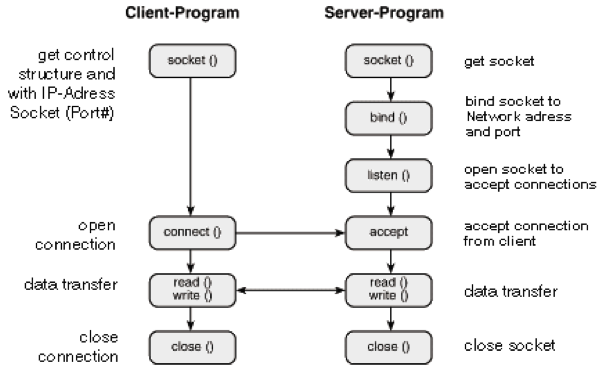 Client-Program
Server-Program
get control
structure and
with IP-Adress
Socket (Port#)
socket ()
socket ()
get socket
bind ()
bind socket to
Network adress
and port
listen ()
open socket to
accept connections
open
connection
connect ()
accept
accept connection
from client
data transfer
read ()
write ()
read ()
write ()
data transfer
close
connection
close ()
close ()
close socket